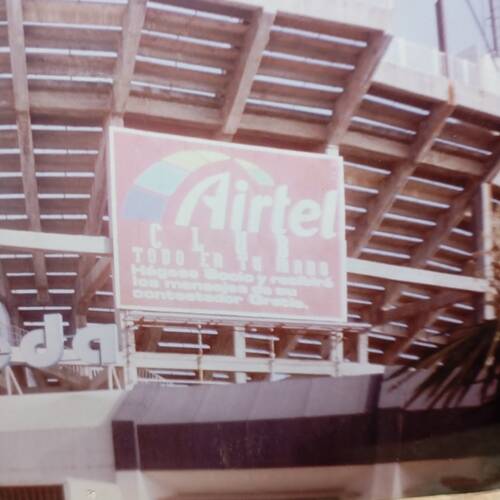 Airtel
CLUB
TODO EN TU MANO
Hágase Socio y recibirá
los mensajes de su
contestador Gratis.